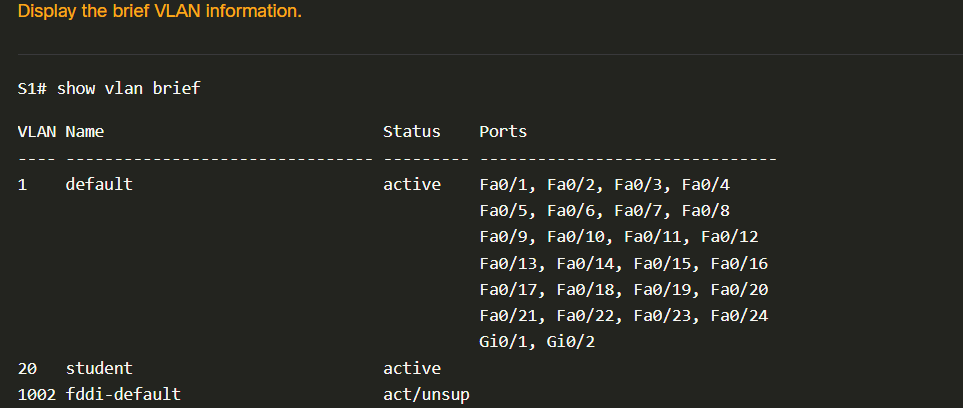 Display the brief VLAN information.
S1# show vlan brief
VLAN Name                             Status    Ports
---- -------------------------------- --------- -------------------------------
1    default                          active    Fa0/1, Fa0/2, Fa0/3, Fa0/4
                                                Fa0/5, Fa0/6, Fa0/7, Fa0/8
                                                Fa0/9, Fa0/10, Fa0/11, Fa0/12
                                                Fa0/13, Fa0/14, Fa0/15, Fa0/16
                                                Fa0/17, Fa0/18, Fa0/19, Fa0/20
                                                Fa0/21, Fa0/22, Fa0/23, Fa0/24
                                                Gi0/1, Gi0/2
20   student                          active
1002 fddi-default                     act/unsup